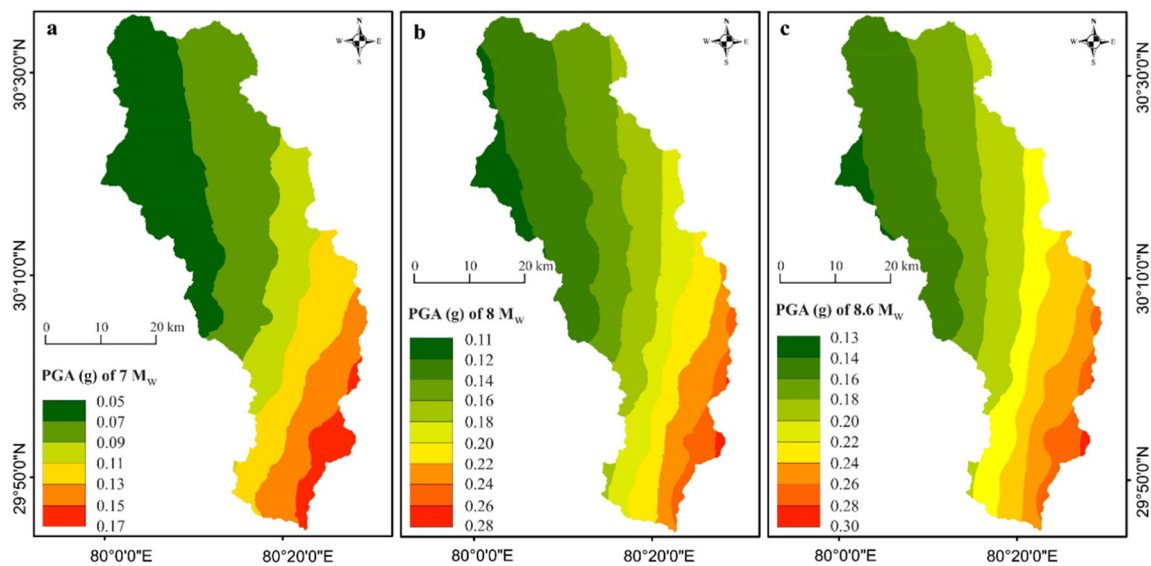 a
N
W E
S
0 10 20 km
PGA (g) of 7 MW
0.05
0.07
0.09
0.11
0.13
0.15
0.17
30°30'0"N
30°10'0"N
29°50'0"N
80°0'0"E 80°20'0"E
b
N
W E
S
0 10 20 km
PGA (g) of 8 MW
0.11
0.12
0.14
0.16
0.18
0.20
0.22
0.24
0.26
0.28
80°0'0"E 80°20'0"E
c
N
W E
S
0 10 20 km
PGA (g) of 8.6 MW
0.13
0.14
0.16
0.18
0.20
0.22
0.24
0.26
0.28
0.30
30°30'0"N
30°10'0"N
29°50'0"N
80°0'0"E 80°20'0"E